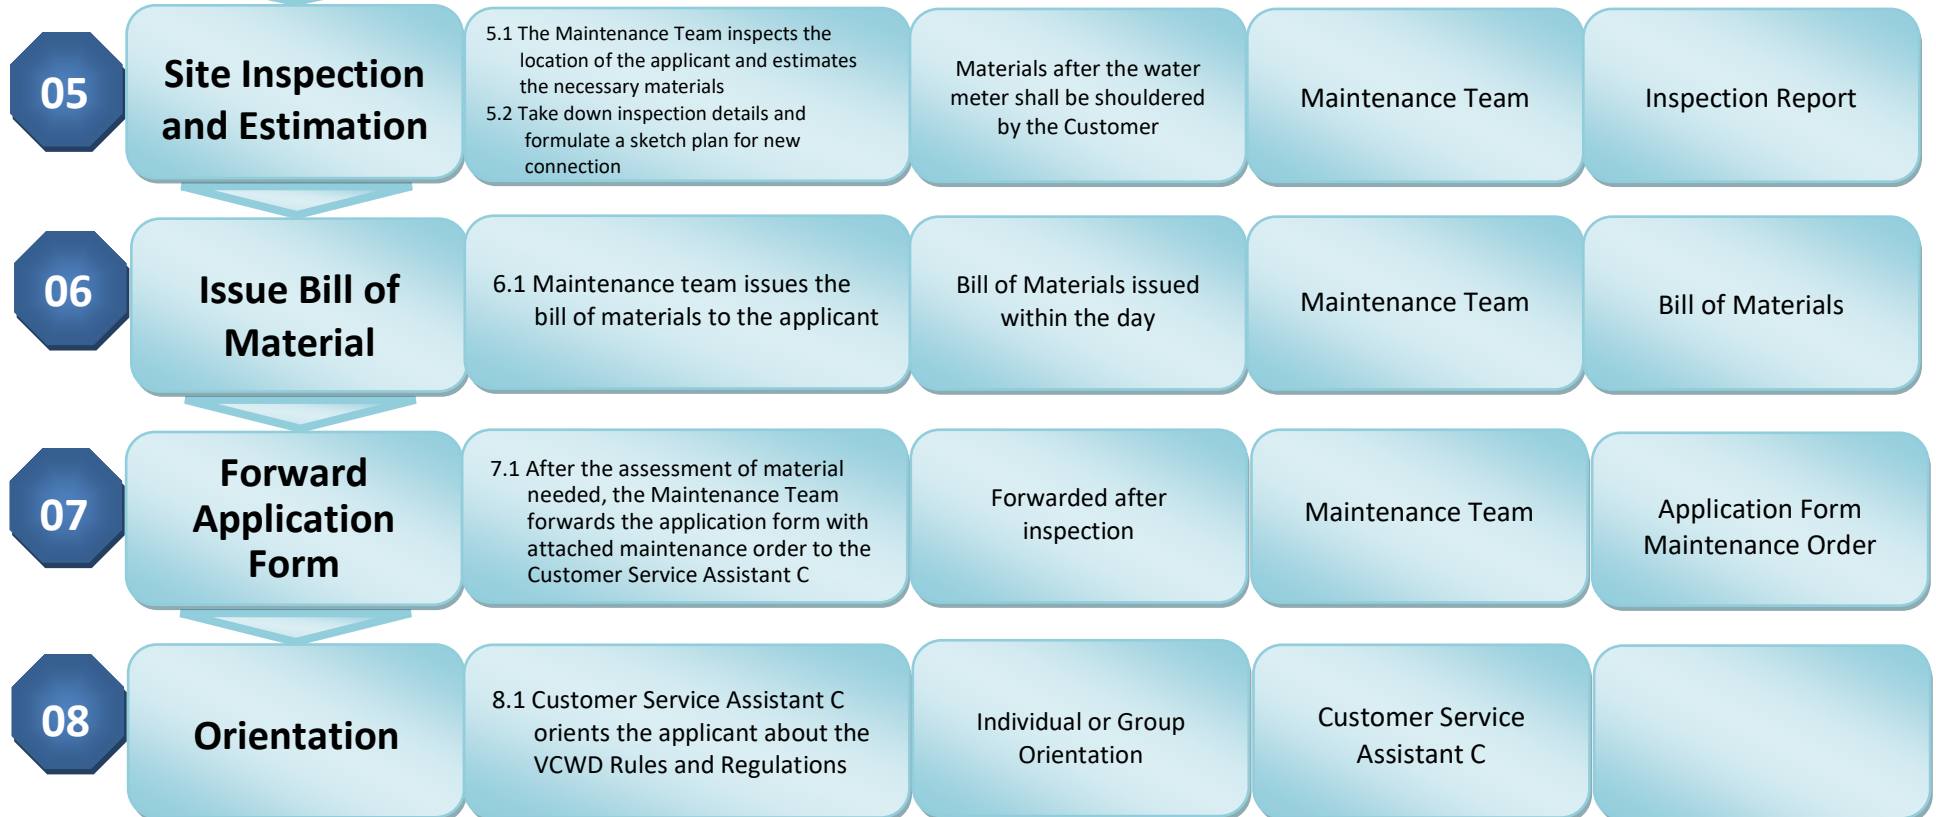 05
Site Inspection
and Estimation
5.1 The Maintenance Team inspects the
location of the applicant and estimates
the necessary materials
5.2 Take down inspection details and
formulate a sketch plan for new
connection
Materials after the water
meter shall be shouldered
by the Customer
Maintenance Team
Inspection Report
06
Issue Bill of
Material
6.1 Maintenance team issues the
bill of materials to the applicant
Bill of Materials issued
within the day
Maintenance Team
Bill of Materials
07
Forward
Application
Form
7.1 After the assessment of material
needed, the Maintenance Team
forwards the application form with
attached maintenance order to the
Customer Service Assistant C
Forwarded after
inspection
Maintenance Team
Application Form
Maintenance Order
08
Orientation
8.1 Customer Service Assistant C
orients the applicant about the
VCWD Rules and Regulations
Individual or Group
Orientation
Customer Service
Assistant C